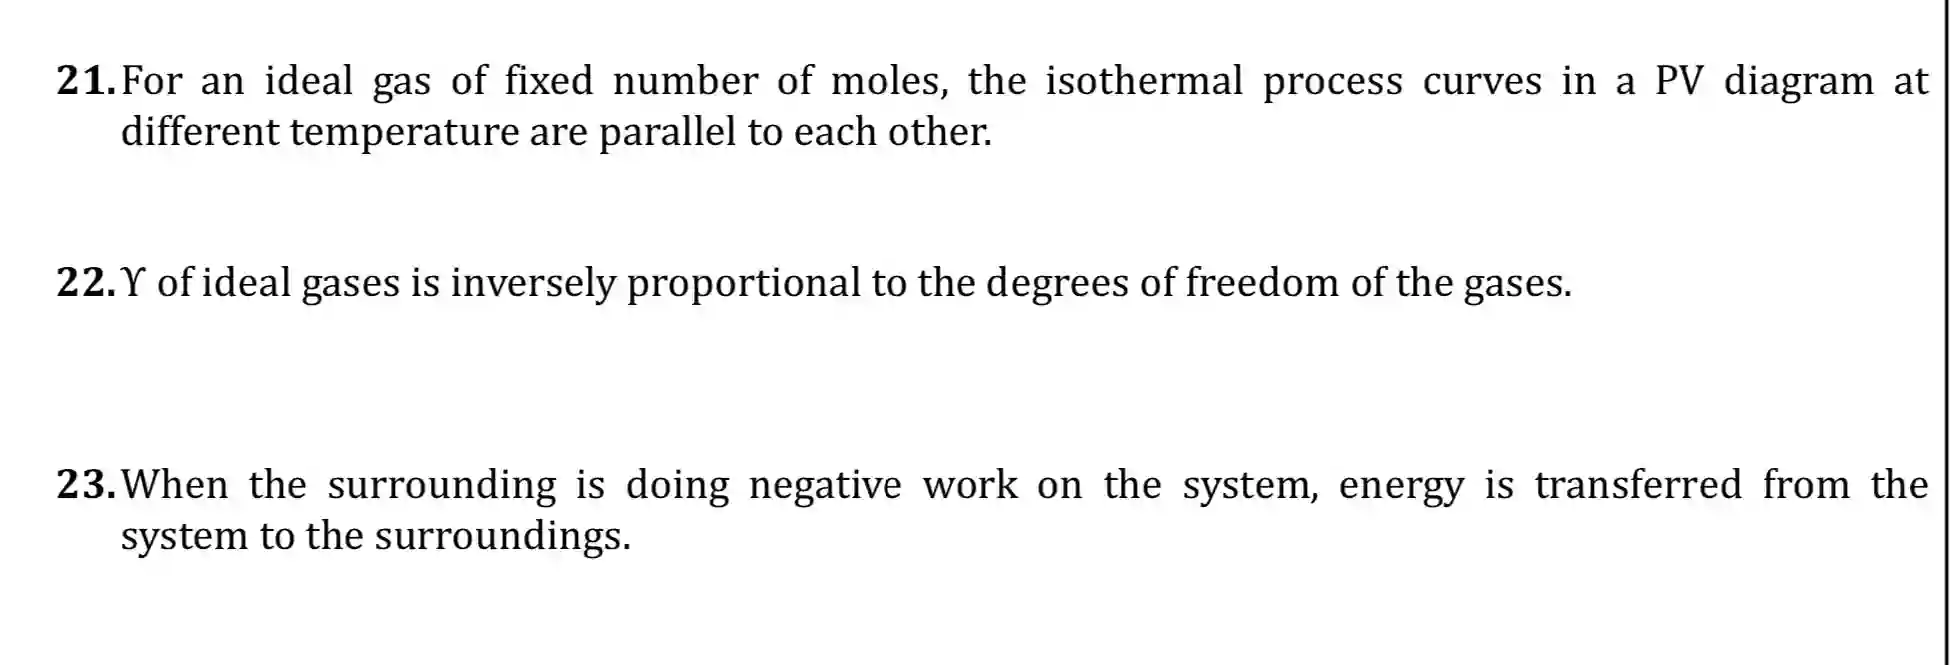 21. For an ideal gas of fixed number of moles, the isothermal process curves in a PV diagram at
different temperature are parallel to each other.
22. ϒ of ideal gases is inversely proportional to the degrees of freedom of the gases.
23. When the surrounding is doing negative work on the system, energy is transferred from the
system to the surroundings.